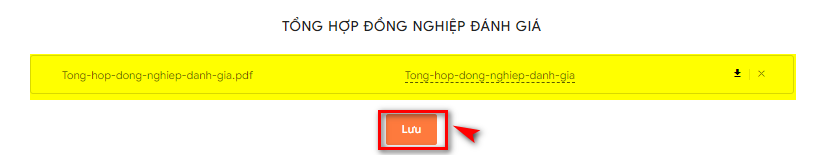 TỔNG HỢP ĐỒNG NGHIỆP ĐÁNH GIÁ
Tong-hop-dong-nghiep-danh-gia.pdf Tong-hop-dong-nghiep-danh-gia
Lưu